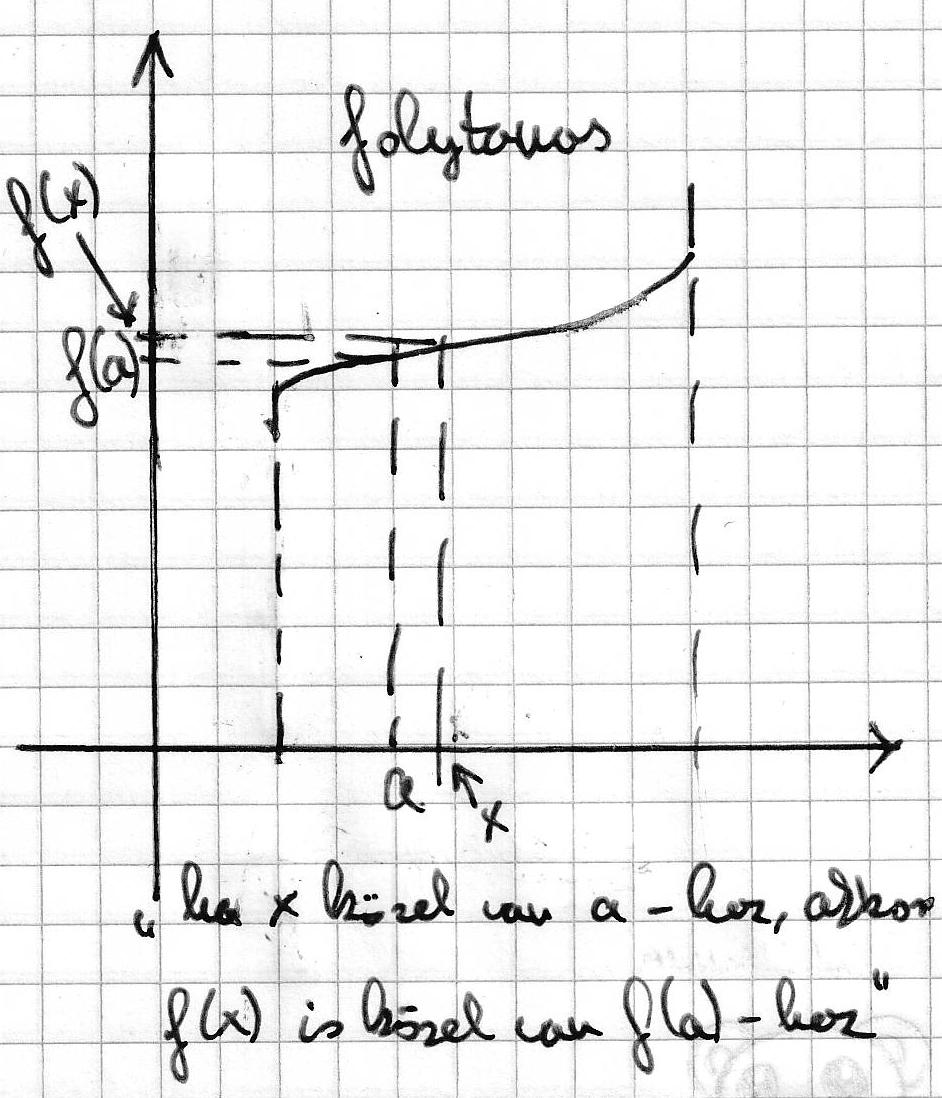 folytonos
f(x)
f(a)
a
x
„ha x közel van a-hoz, akkor
f(x) is közel van f(a)-hoz"